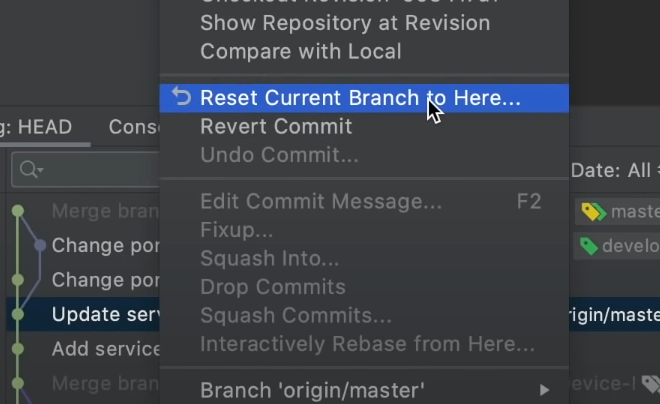 Show Repository at Revision
Compare with Local
Reset Current Branch to Here...
g: HEAD
Cons
Revert Commit
Undo Commit...
Date: All
Edit Commit Message... F2
Merge bran
maste
Fixup...
Change por
develo
Squash Into...
Change por
Drop Commits
Update serv
Squash Commits...
rigin/maste
Add service
Interactively Rebase from Here...
Merge bran
evice-l
Branch 'origin/master'